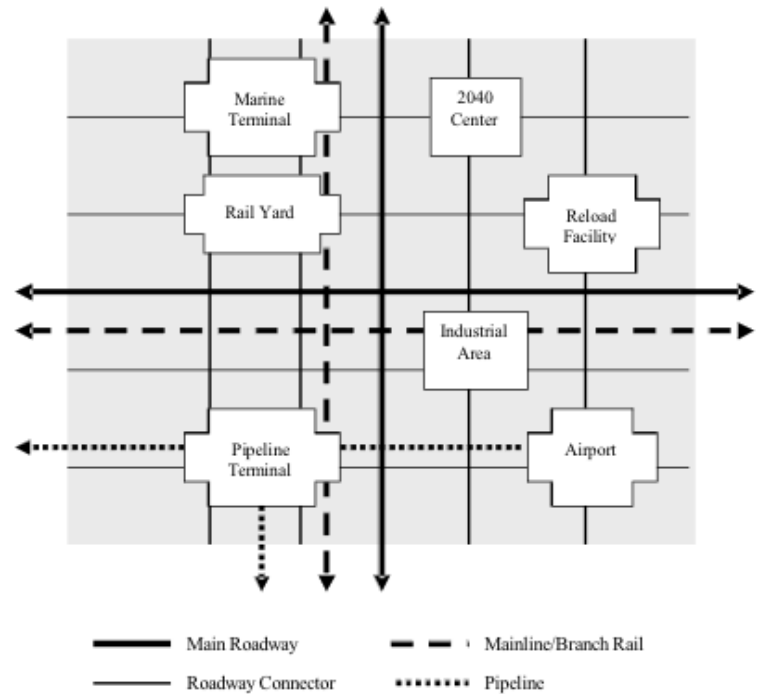 Marine
Terminal
2040
Center
Rail Yard
Reload
Facility
Industrial
Area
Pipeline
Terminal
Airport
Main Roadway
Mainline/Branch Rail
Roadway Connector
Pipeline